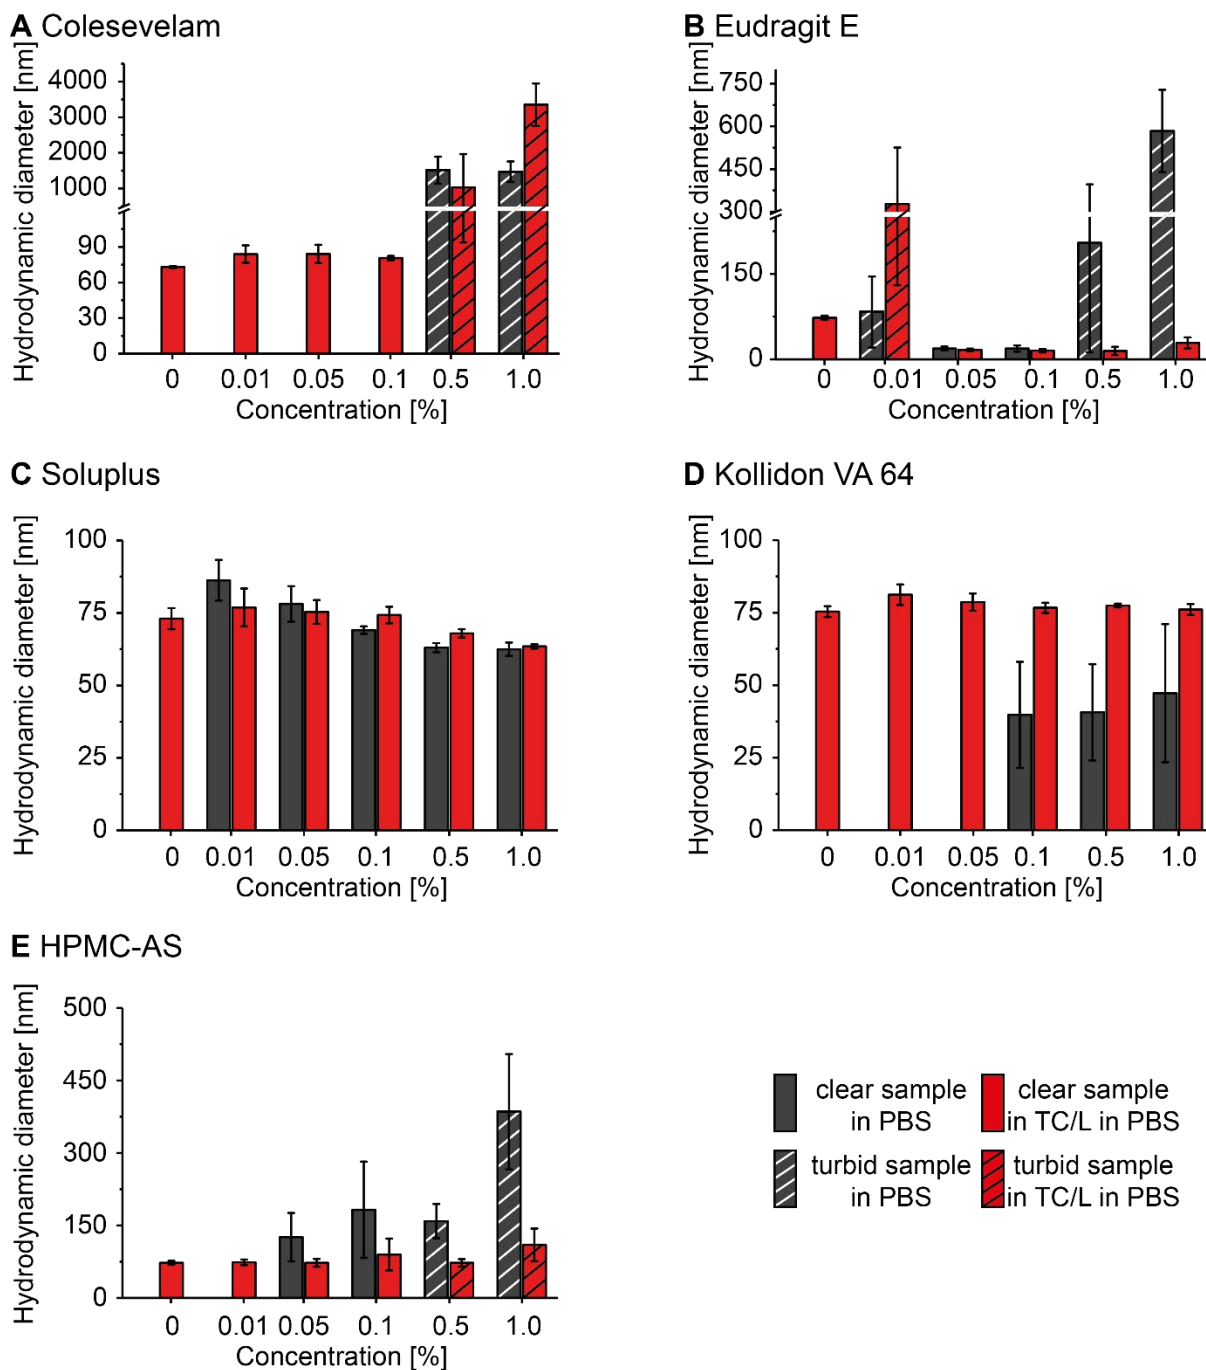 A Colesevelam
Hydrodynamic diameter [nm]
4000
3000
2000
1000
90
60
30
0
0 0.01 0.05 0.1 0.5 1.0
Concentration [%]
B Eudragit E
Hydrodynamic diameter [nm]
750
600
450
300
150
0
0 0.01 0.05 0.1 0.5 1.0
Concentration [%]
C Soluplus
Hydrodynamic diameter [nm]
100
75
50
25
0
0 0.01 0.05 0.1 0.5 1.0
Concentration [%]
D Kollidon VA 64
Hydrodynamic diameter [nm]
100
75
50
25
0
0 0.01 0.05 0.1 0.5 1.0
Concentration [%]
E HPMC-AS
Hydrodynamic diameter [nm]
500
450
300
150
0
0 0.01 0.05 0.1 0.5 1.0
Concentration [%]
clear sample
in PBS
clear sample
in TC/L in PBS
turbid sample
in PBS
turbid sample
in TC/L in PBS